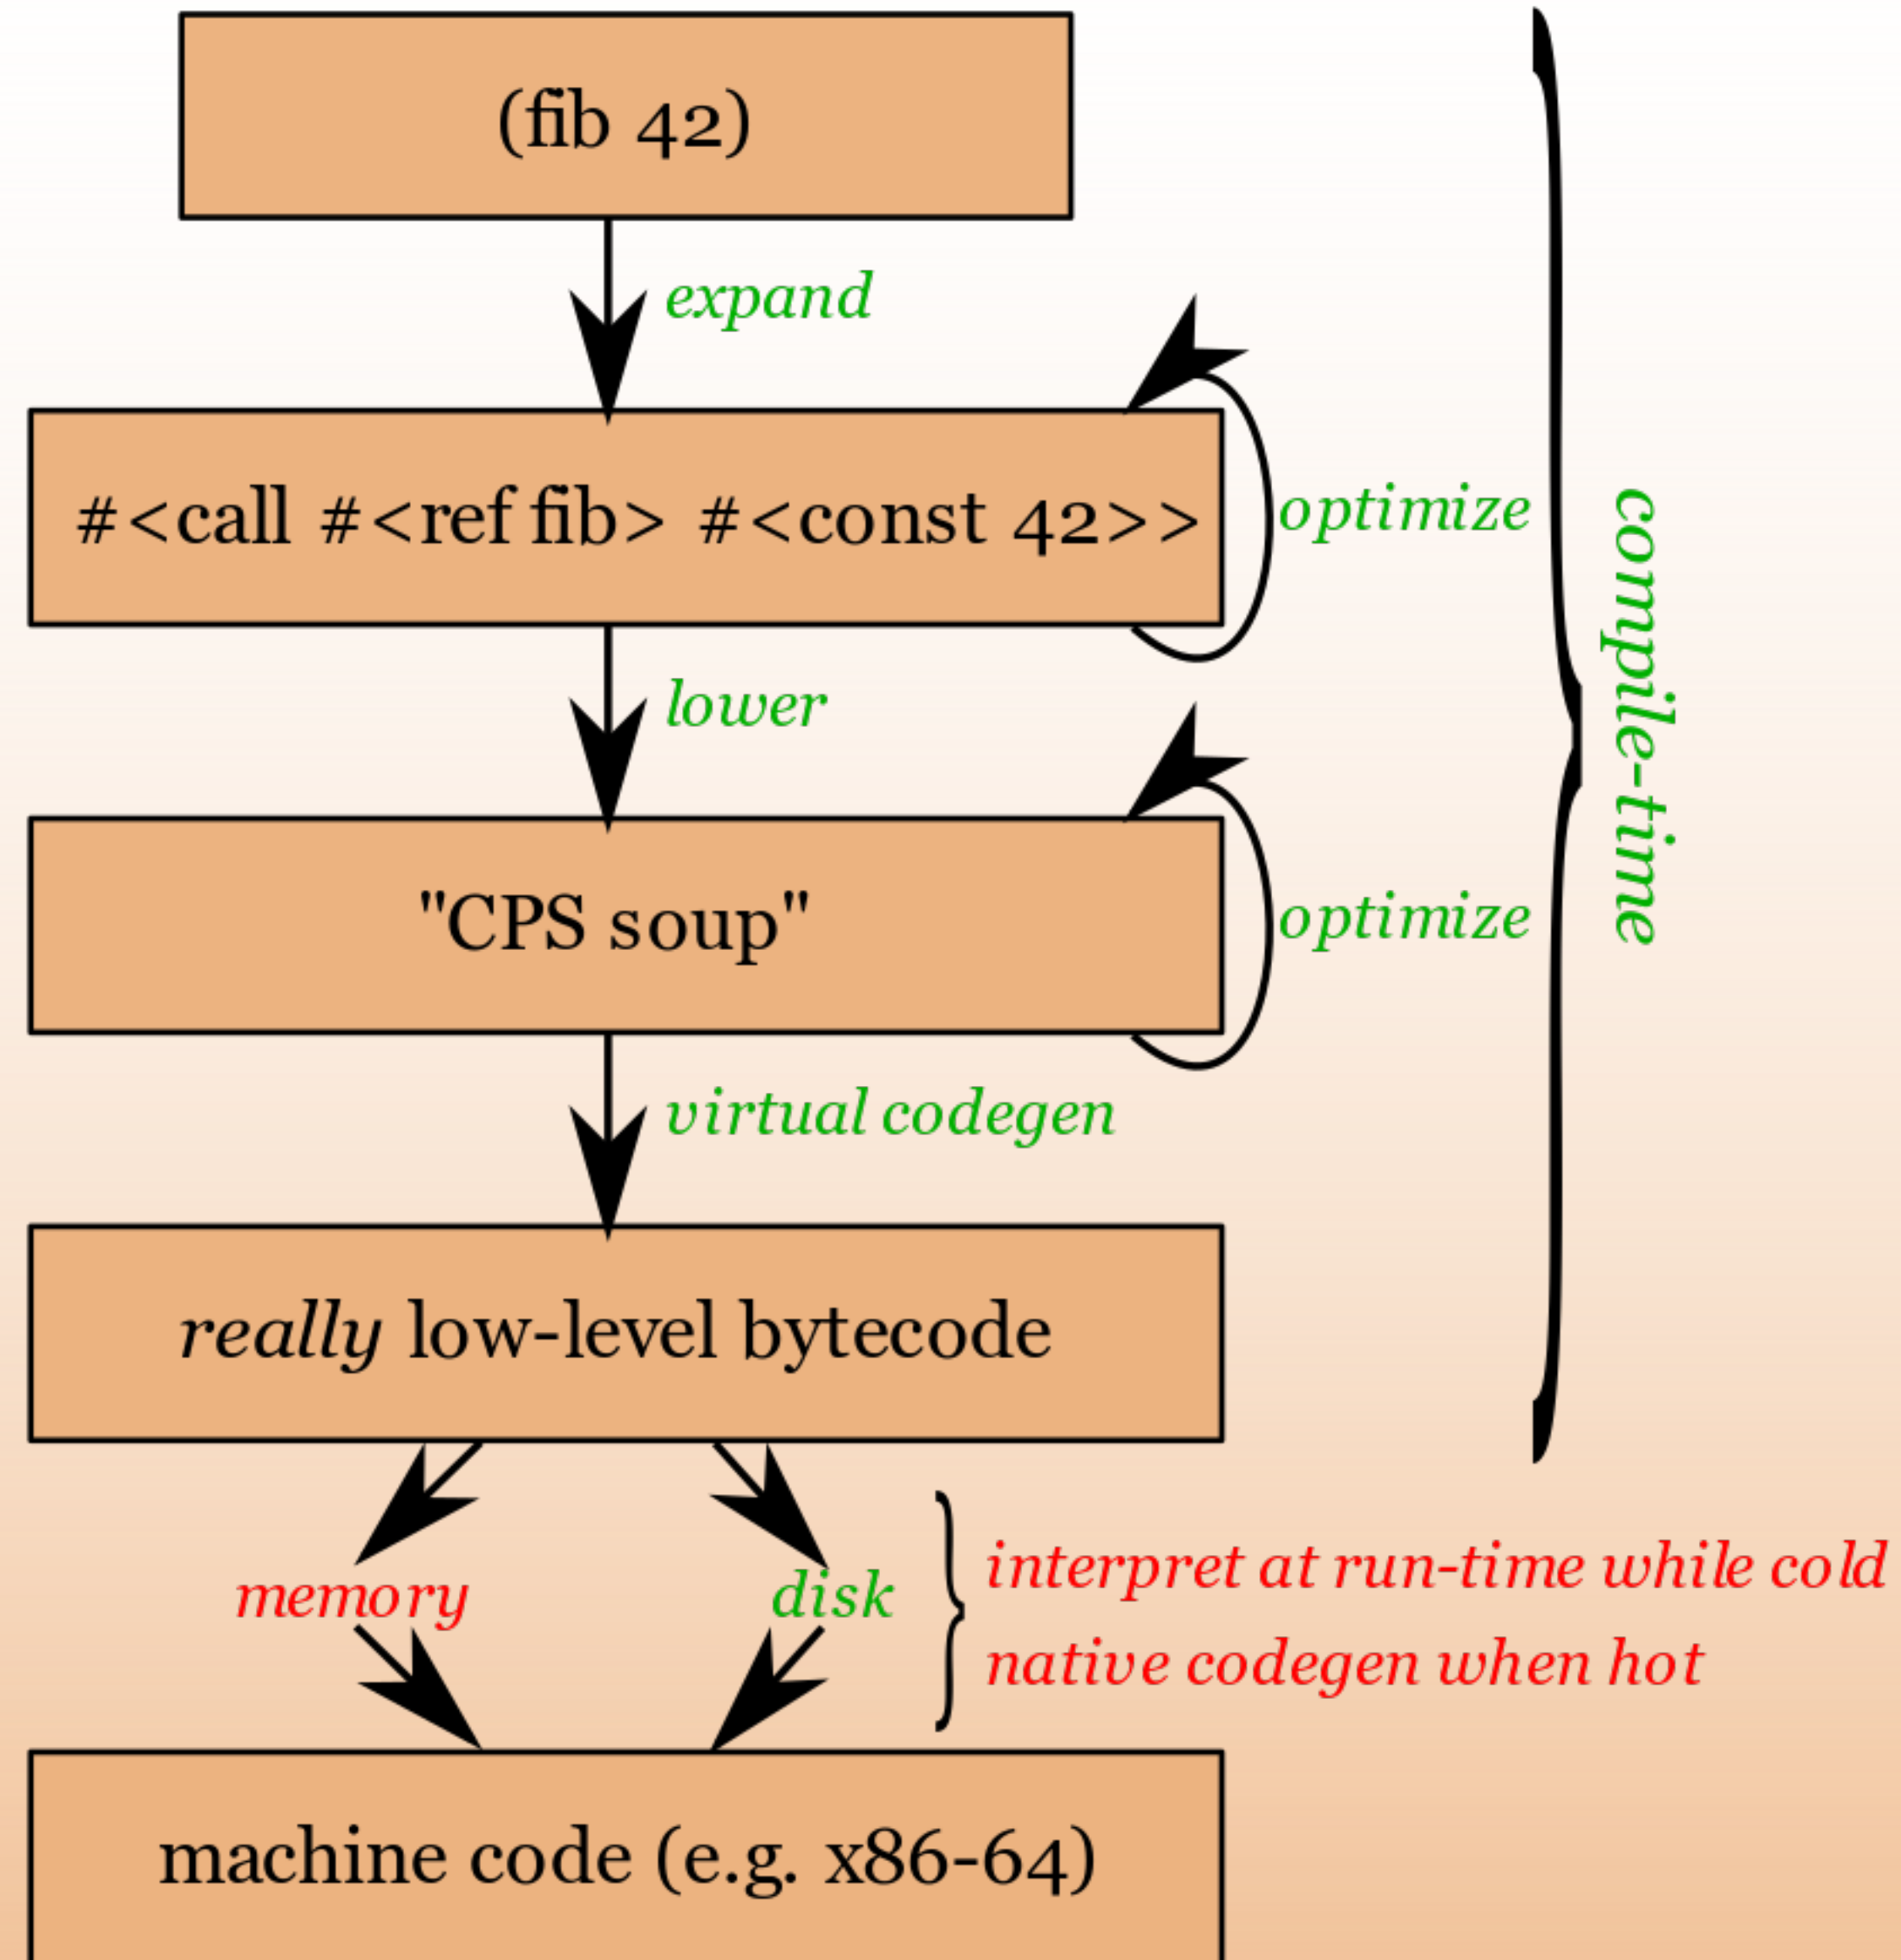 (fib 42)
expand
#<call #<ref fib> #<const 42>>
optimize
lower
"CPS soup"
optimize
compile-time
virtual codegen
really low-level bytecode
memory
disk
interpret at run-time while cold
native codegen when hot
machine code (e.g. x86-64)